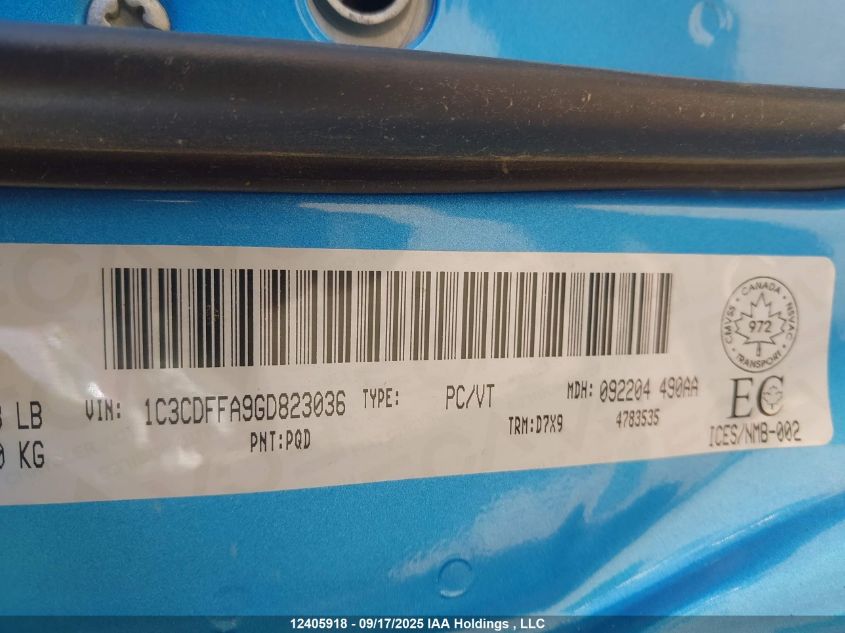 CMVSS · CANADA · NSVAC
972
TRANSPORT
LB
KG
VIN: 1C3CDFFA9GD823036 TYPE: PC/VT MDH: 092204 490AA
PNT:PQD TRM:D7X9 4783535
EC
ICES/NMB-002
12405918 - 09/17/2025 IAA Holdings , LLC